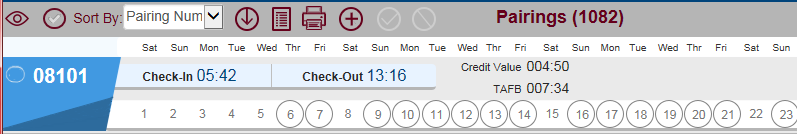 Sort By: Pairing Num Pairings (1082)
Sat Sun Mon Tue Wed Thr Fri Sat Sun Mon Tue Wed Thr Fri Sat Sun Mon Tue Wed Thr Fri Sat Sun
08101 Check-In 05:42 Check-Out 13:16 Credit Value 004:50
TAFB 007:34
1 2 3 4 5 6 7 8 9 10 11 12 13 14 15 16 17 18 19 20 21 22 23